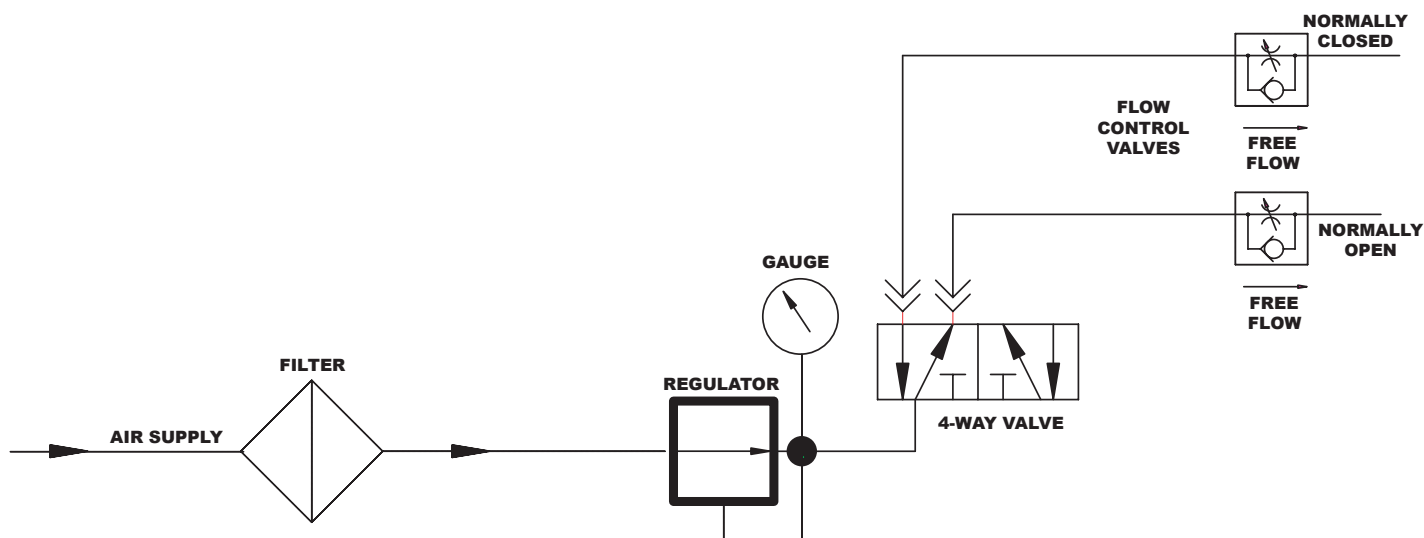 NORMALLY
CLOSED
FLOW
CONTROL
VALVES
FREE
FLOW
NORMALLY
OPEN
GAUGE
FREE
FLOW
FILTER
REGULATOR
4-WAY VALVE
AIR SUPPLY